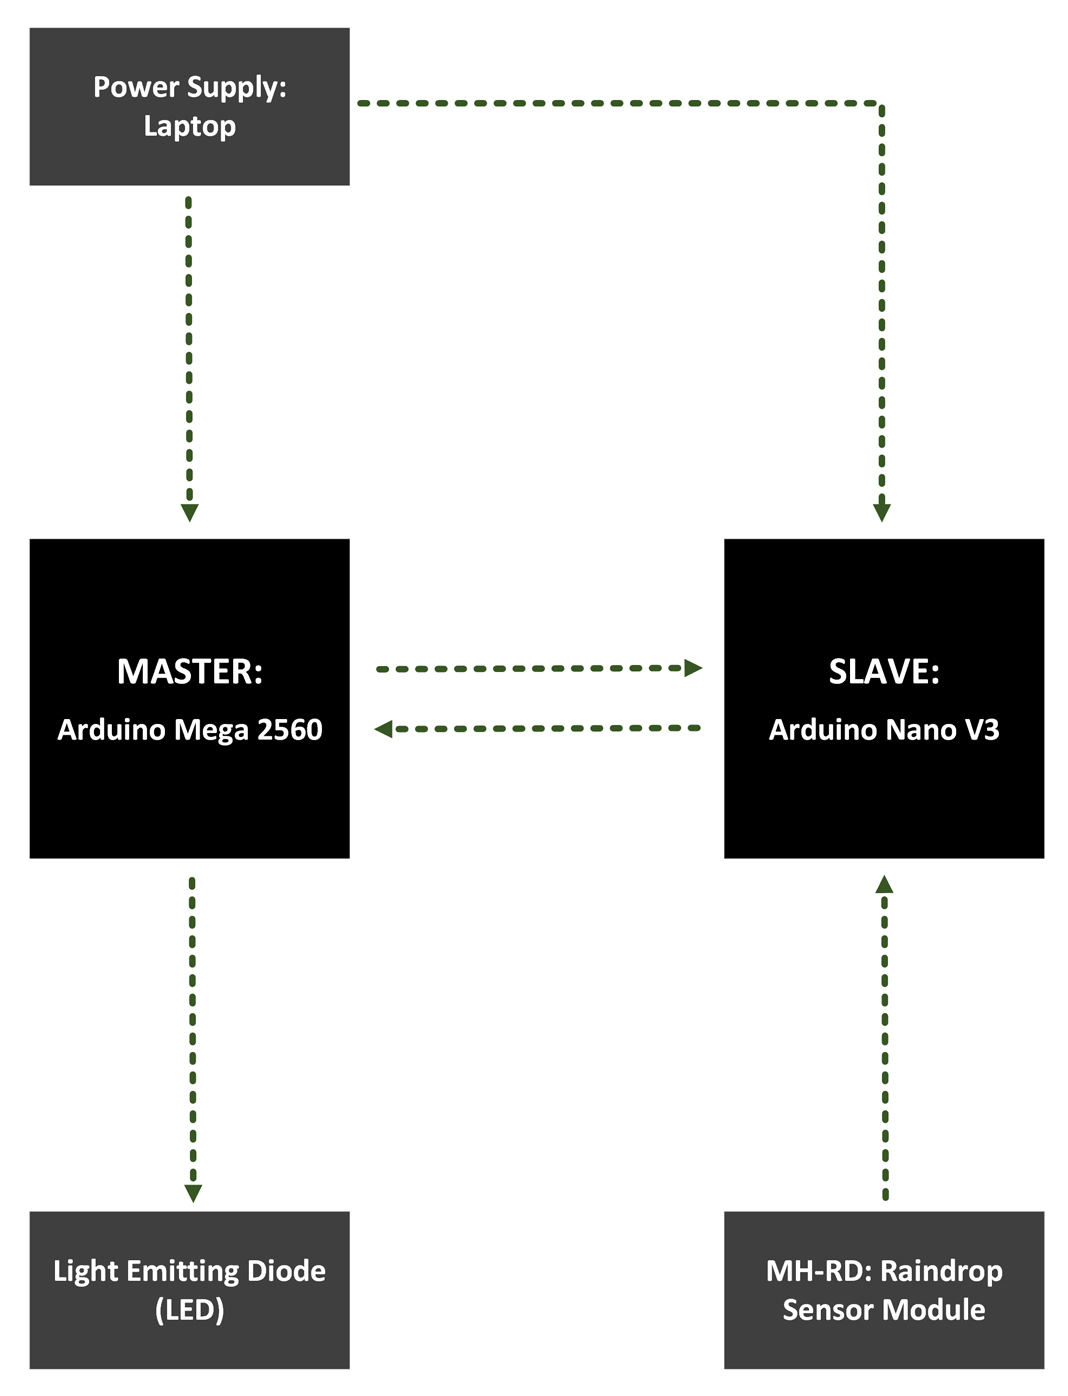 Power Supply:
Laptop
MASTER:
Arduino Mega 2560
SLAVE:
Arduino Nano V3
Light Emitting Diode
(LED)
MH-RD: Raindrop
Sensor Module